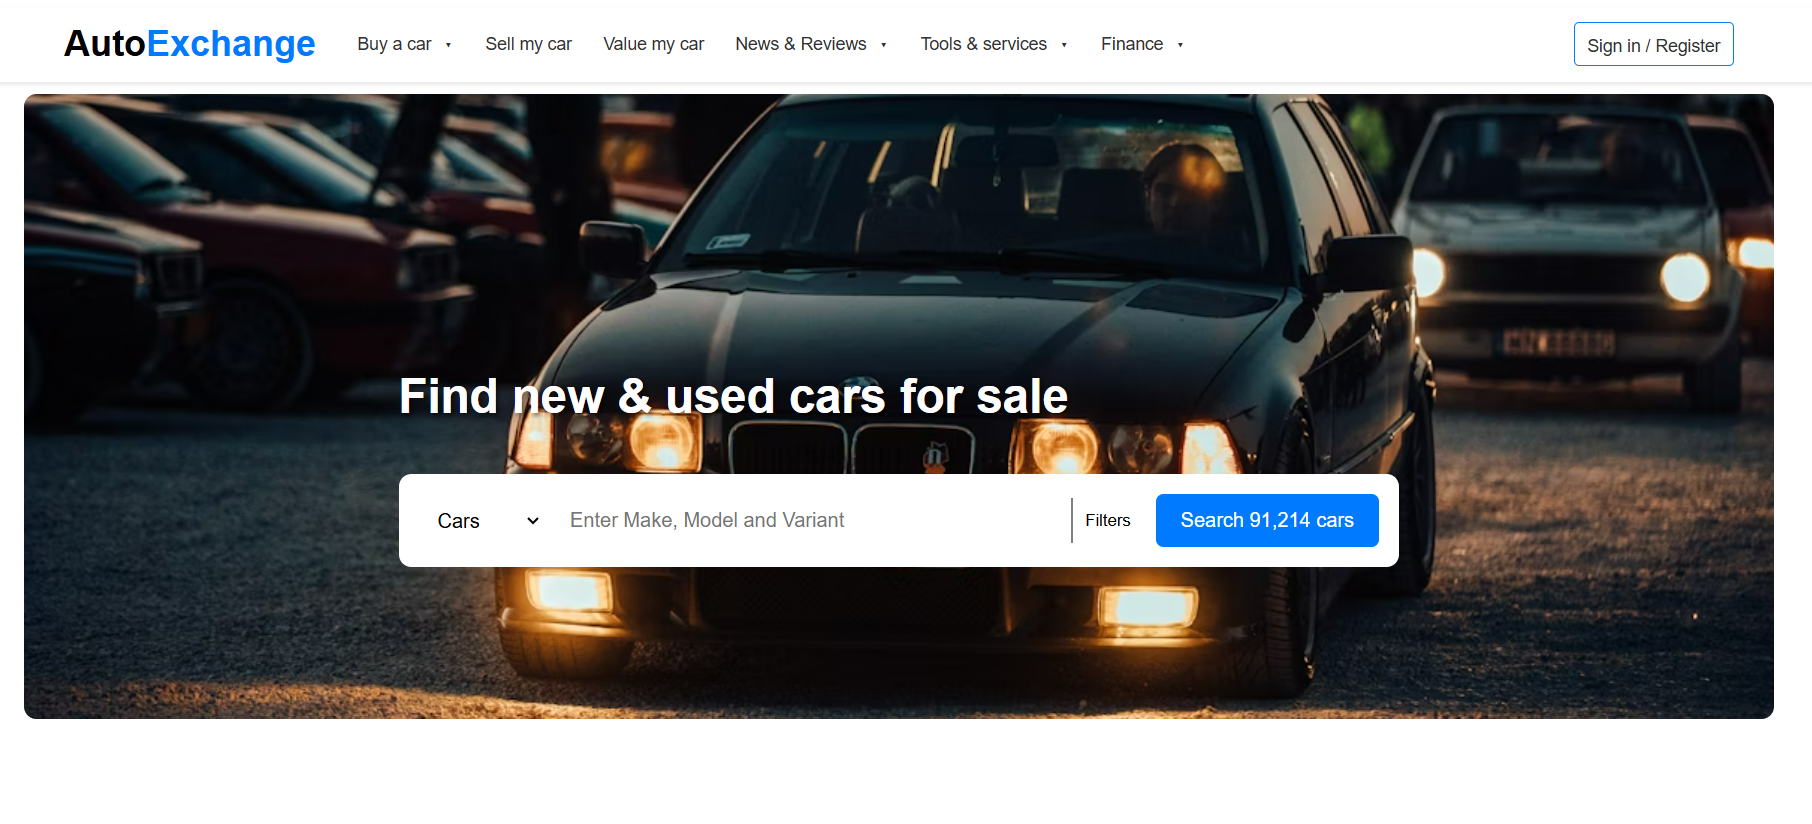 AutoExchange
Buy a car
Sell my car
Value my car
News & Reviews
Tools & services
Finance
Sign in / Register
Find new & used cars for sale
Cars
Enter Make, Model and Variant
Filters
Search 91,214 cars